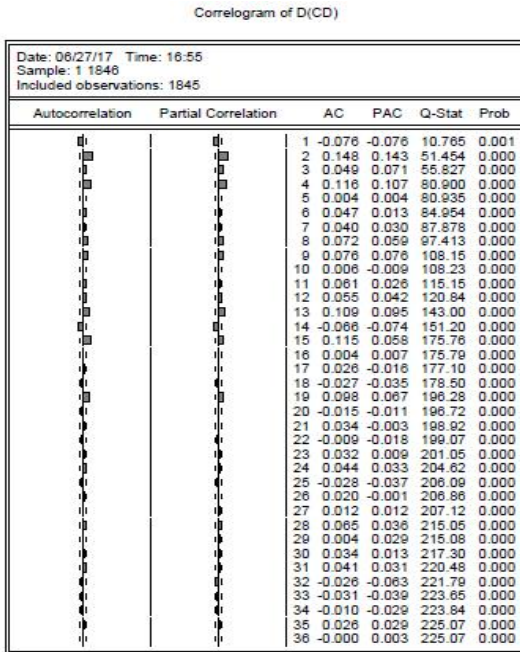 Correlogram of D(CD)
Date: 06/27/17 Time: 16:55
Sample: 1 1846
Included observations: 1845
Autocorrelation Partial Correlation AC PAC Q-Stat Prob
1 -0.076 -0.076 10.765 0.001
2 0.148 0.143 51.454 0.000
3 0.049 0.071 55.827 0.000
4 0.116 0.107 80.900 0.000
5 0.004 0.004 80.935 0.000
6 0.047 0.013 84.954 0.000
7 0.040 0.030 87.878 0.000
8 0.072 0.059 97.413 0.000
9 0.076 0.076 108.15 0.000
10 0.006 -0.009 108.23 0.000
11 0.061 0.026 115.15 0.000
12 0.055 0.042 120.84 0.000
13 0.109 0.095 143.00 0.000
14 -0.066 -0.074 151.20 0.000
15 0.115 0.058 175.76 0.000
16 0.004 0.007 175.79 0.000
17 0.026 -0.016 177.10 0.000
18 -0.027 -0.035 178.50 0.000
19 0.098 0.067 196.28 0.000
20 -0.015 -0.011 196.72 0.000
21 0.034 -0.003 198.92 0.000
22 -0.009 -0.018 199.07 0.000
23 0.032 0.009 201.05 0.000
24 0.044 0.033 204.62 0.000
25 -0.028 -0.037 206.09 0.000
26 0.020 -0.001 206.86 0.000
27 0.012 0.012 207.12 0.000
28 0.065 0.036 215.05 0.000
29 0.004 0.029 215.08 0.000
30 0.034 0.013 217.30 0.000
31 0.041 0.031 220.48 0.000
32 -0.026 -0.063 221.79 0.000
33 -0.031 -0.039 223.65 0.000
34 -0.010 -0.029 223.84 0.000
35 0.026 0.029 225.07 0.000
36 -0.000 0.003 225.07 0.000